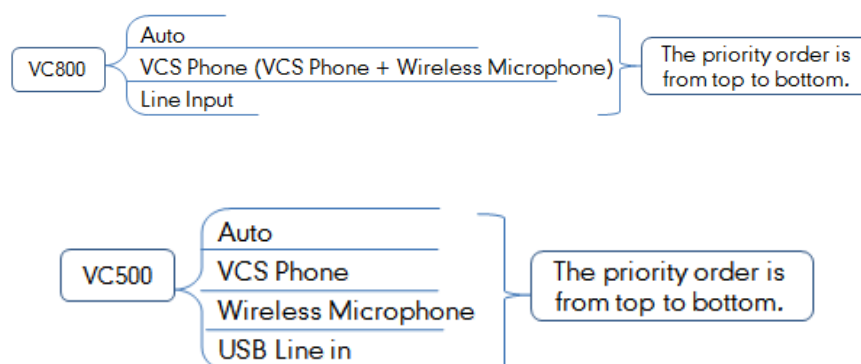 Auto
VC800
VCS Phone (VCS Phone + Wireless Microphone)
Line Input
The priority order is
from top to bottom.
VC500
Auto
VCS Phone
Wireless Microphone
USB Line in
The priority order is
from top to bottom.